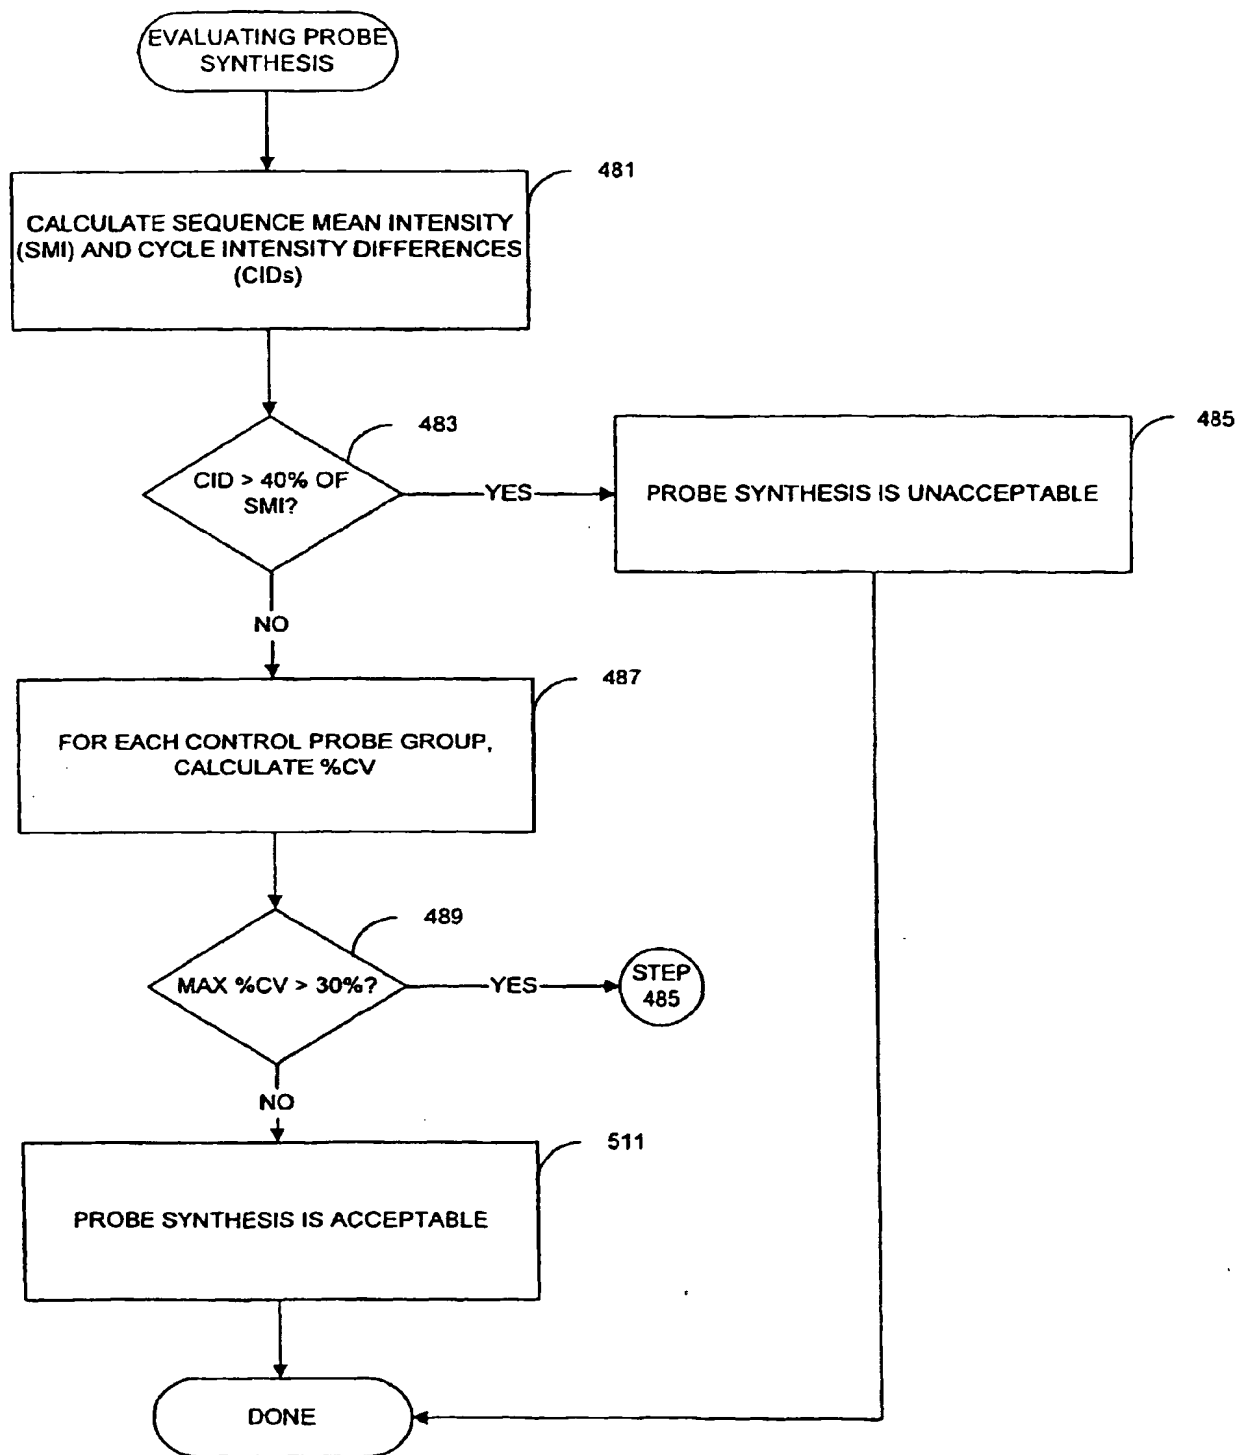 EVALUATING PROBE
SYNTHESIS
481
CALCULATE SEQUENCE MEAN INTENSITY
(SMI) AND CYCLE INTENSITY DIFFERENCES
(CIDs)
483
CID > 40% OF
SMI?
YES
485
PROBE SYNTHESIS IS UNACCEPTABLE
NO
487
FOR EACH CONTROL PROBE GROUP,
CALCULATE %CV
489
MAX %CV > 30%?
YES
STEP
485
NO
511
PROBE SYNTHESIS IS ACCEPTABLE
DONE